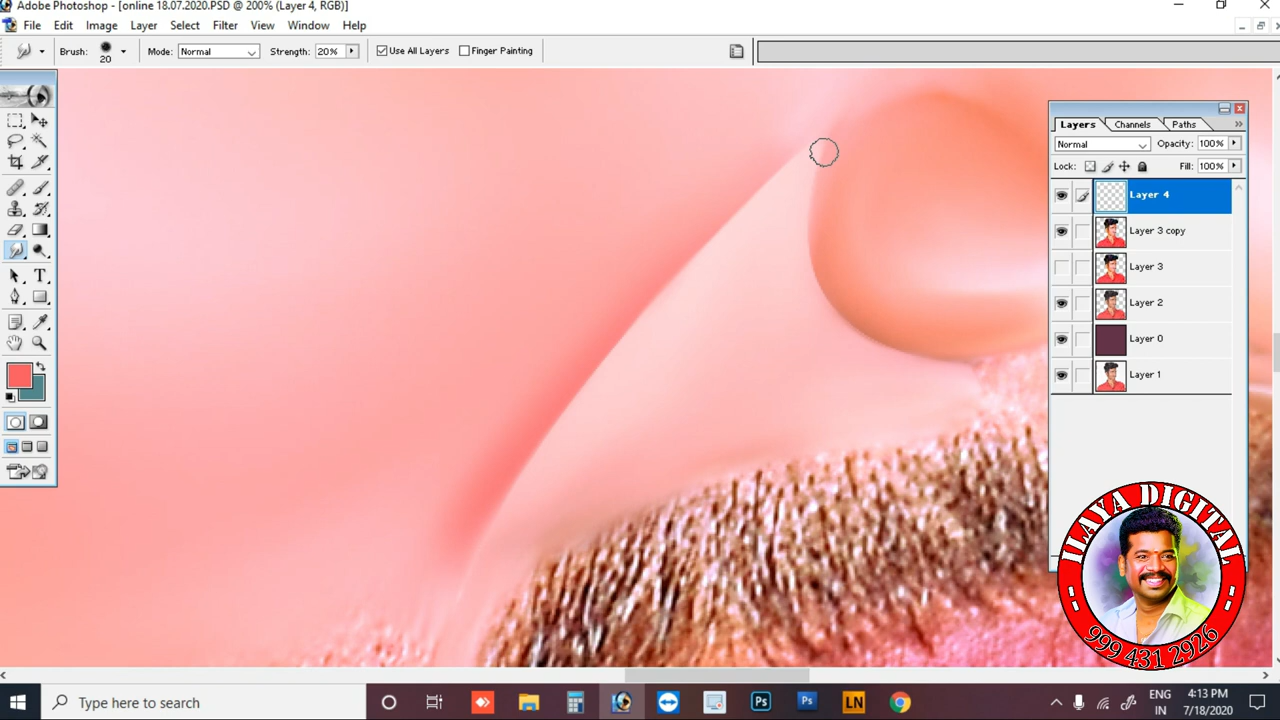 Adobe Photoshop - [online 18.07.2020.PSD @ 200% (Layer 4, RGB)]
File Edit Image Layer Select Filter View Window Help
Brush: 20 Mode: Normal Strength: 20% Use All Layers Finger Painting
Layers Channels Paths
Normal Opacity: 100%
Lock: Fill: 100%
Layer 4
Layer 3 copy
Layer 3
Layer 2
Layer 0
Layer 1
ILAYA DIGITAL
999 431 2926
Type here to search
Ps Ps LN
ENG 4:13 PM
IN 7/18/2020